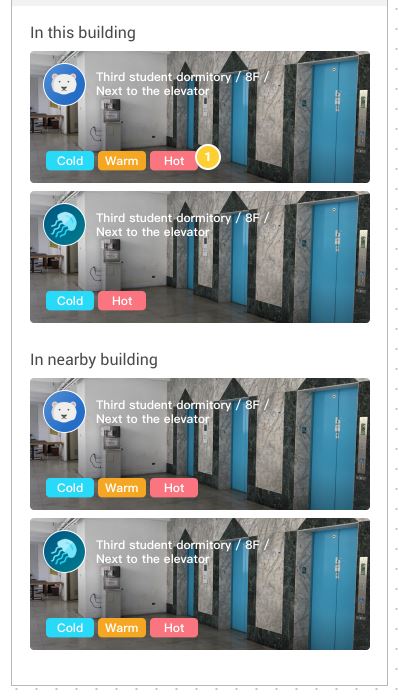 In this building
Third student dormitory / 8F /
Next to the elevator
Cold Warm Hot 1
Third student dormitory / 8F /
Next to the elevator
Cold Hot
In nearby building
Third student dormitory / 8F /
Next to the elevator
Cold Warm Hot
Third student dormitory / 8F /
Next to the elevator
Cold Warm Hot